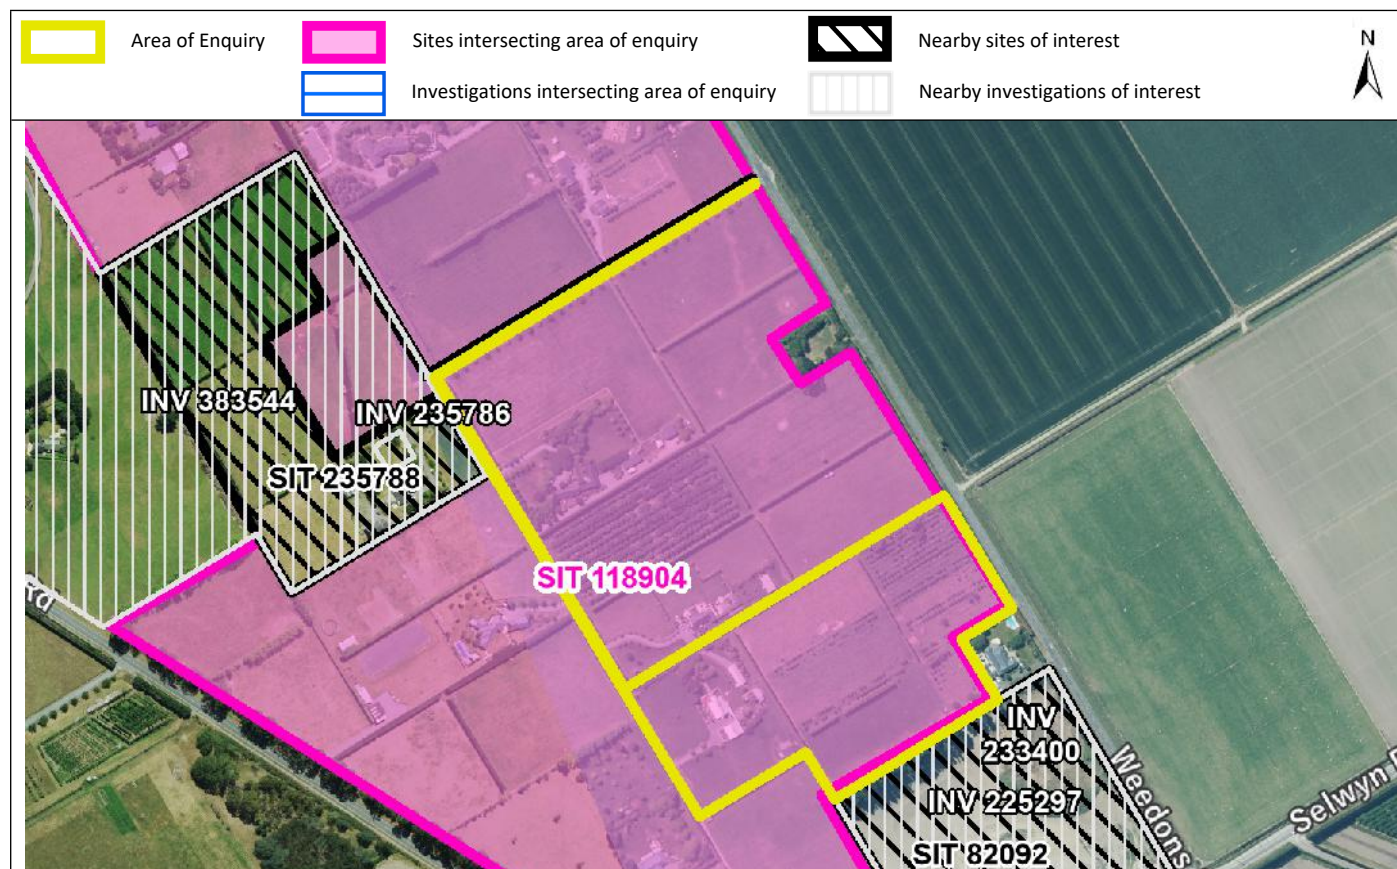 Area of Enquiry
Sites intersecting area of enquiry
Nearby sites of interest
N
Investigations intersecting area of enquiry
Nearby investigations of interest
INV 383544
INV 235786
SIT 235788
SIT 118904
Rd
INV
233400
INV 225297
SIT 82092
Weedons
Selwyn